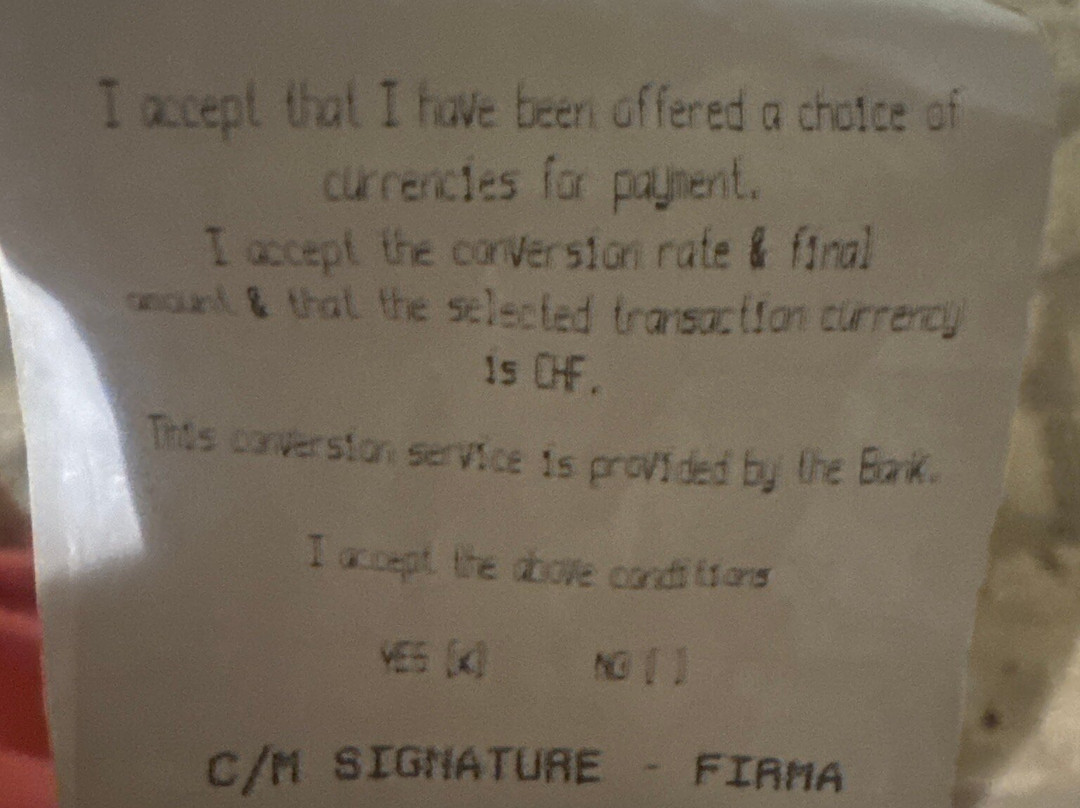 I accept that I have been offered a choice of
currencies for payment.
I accept the conversion rate & final
amount & that the selected transaction currency
is CHF.
This conversion service is provided by the Bank.
I accept the above conditions
YES [x] NO [ ]
C/M SIGNATURE - FIRMA